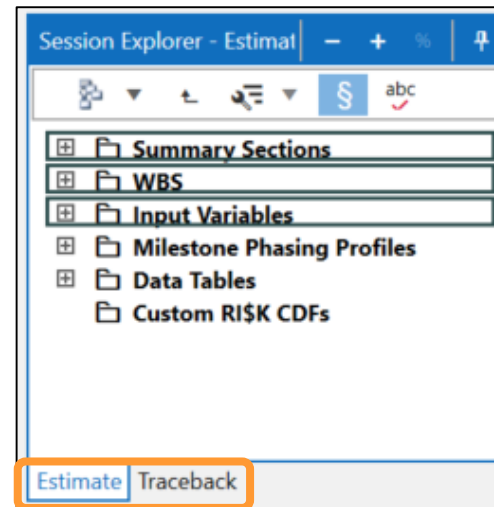 Session Explorer - Estimat − + %
§ abc
Summary Sections
WBS
Input Variables
Milestone Phasing Profiles
Data Tables
Custom RI$K CDFs
Estimate Traceback